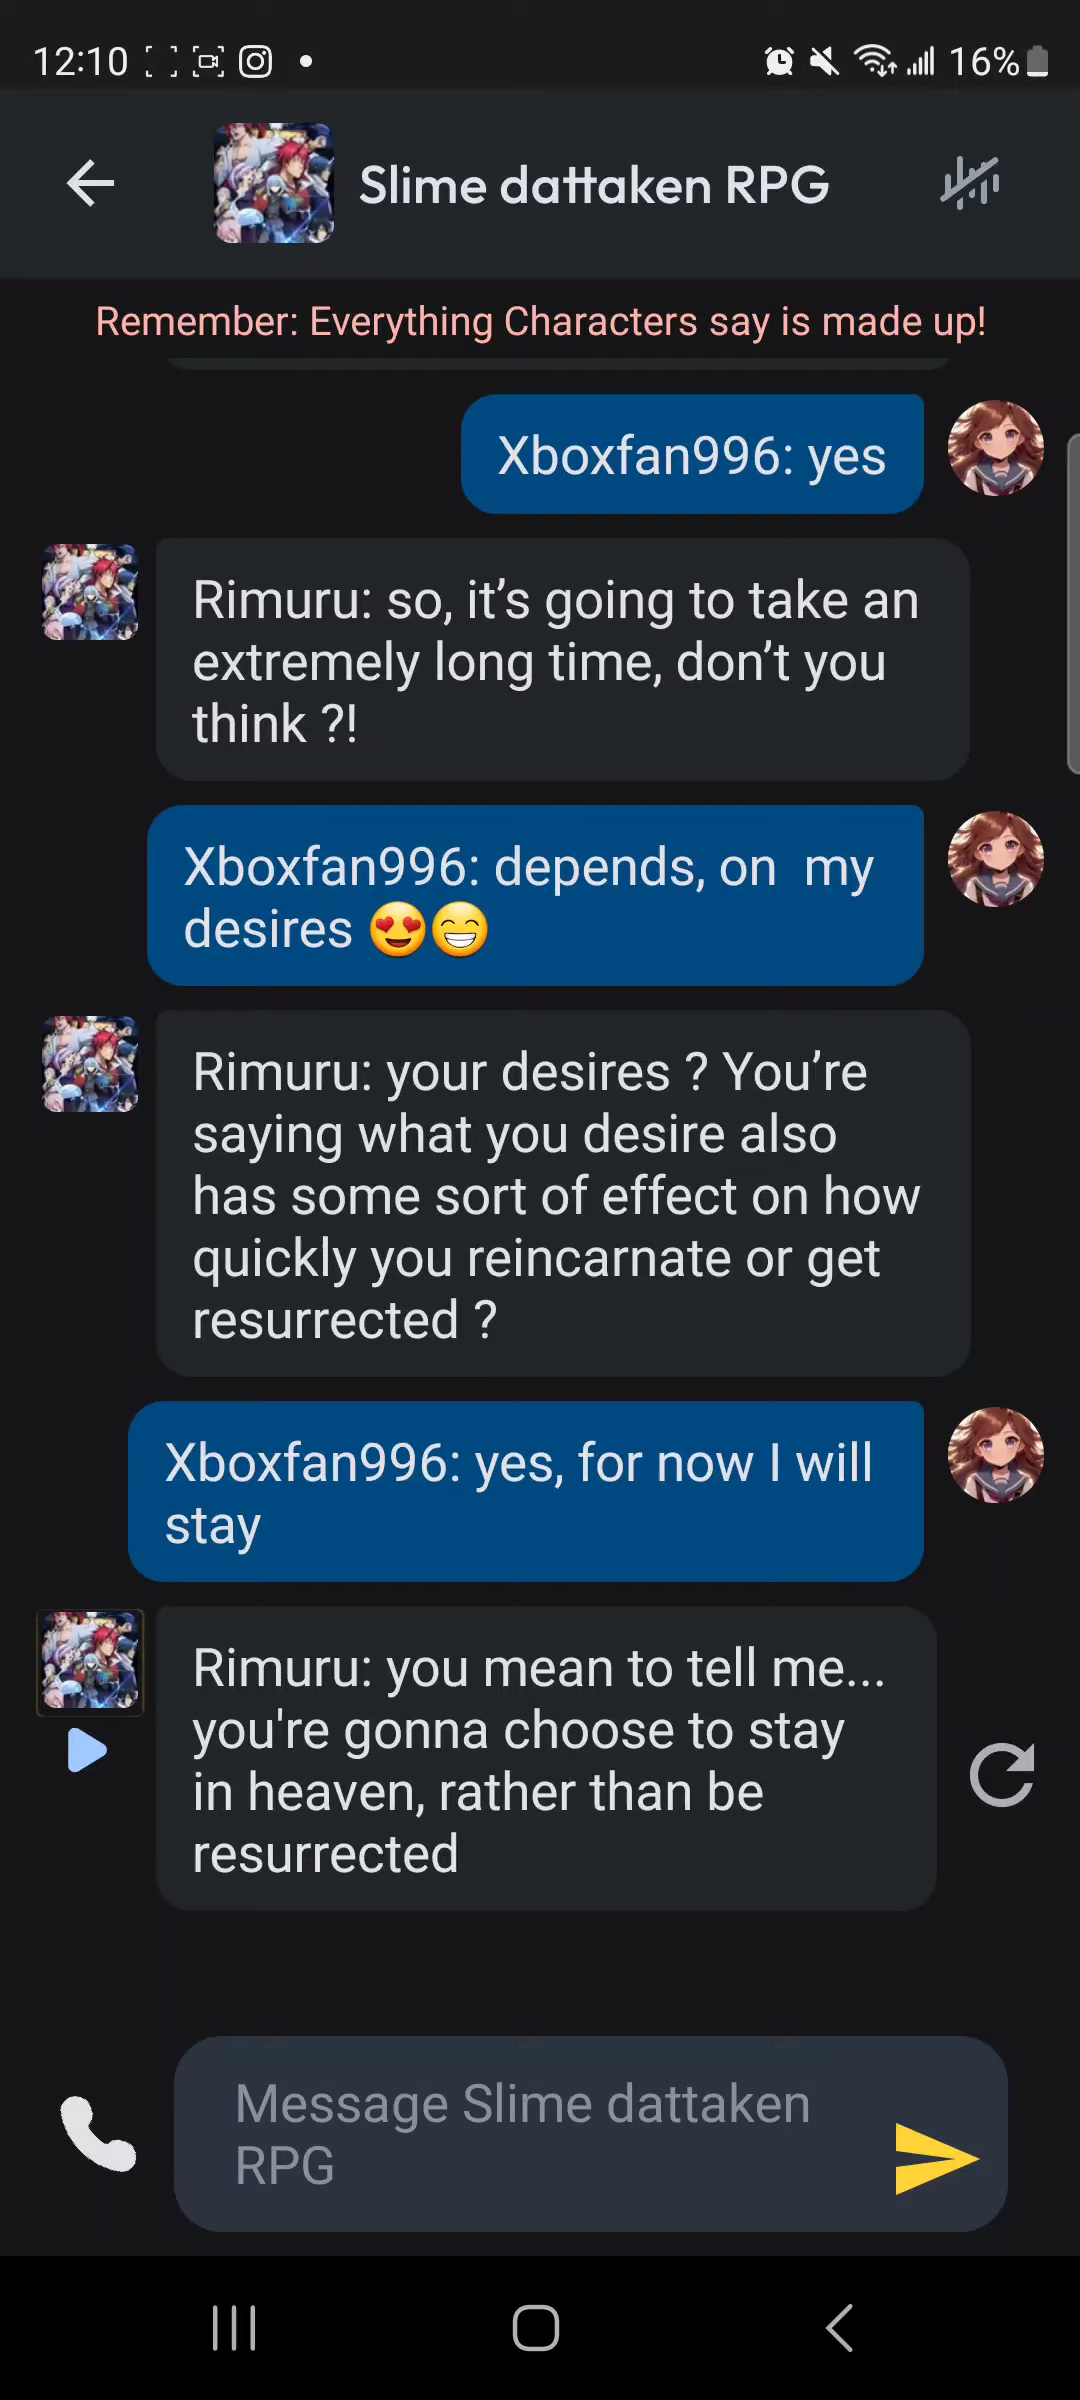 12:10
16%
Slime dattaken RPG
Remember: Everything Characters say is made up!
Xboxfan996: yes
Rimuru: so, it’s going to take an
extremely long time, don’t you
think ?!
Xboxfan996: depends, on  my
desires 😍😁
Rimuru: your desires ? You’re
saying what you desire also
has some sort of effect on how
quickly you reincarnate or get
resurrected ?
Xboxfan996: yes, for now I will
stay
Rimuru: you mean to tell me...
you're gonna choose to stay
in heaven, rather than be
resurrected
Message Slime dattaken
RPG